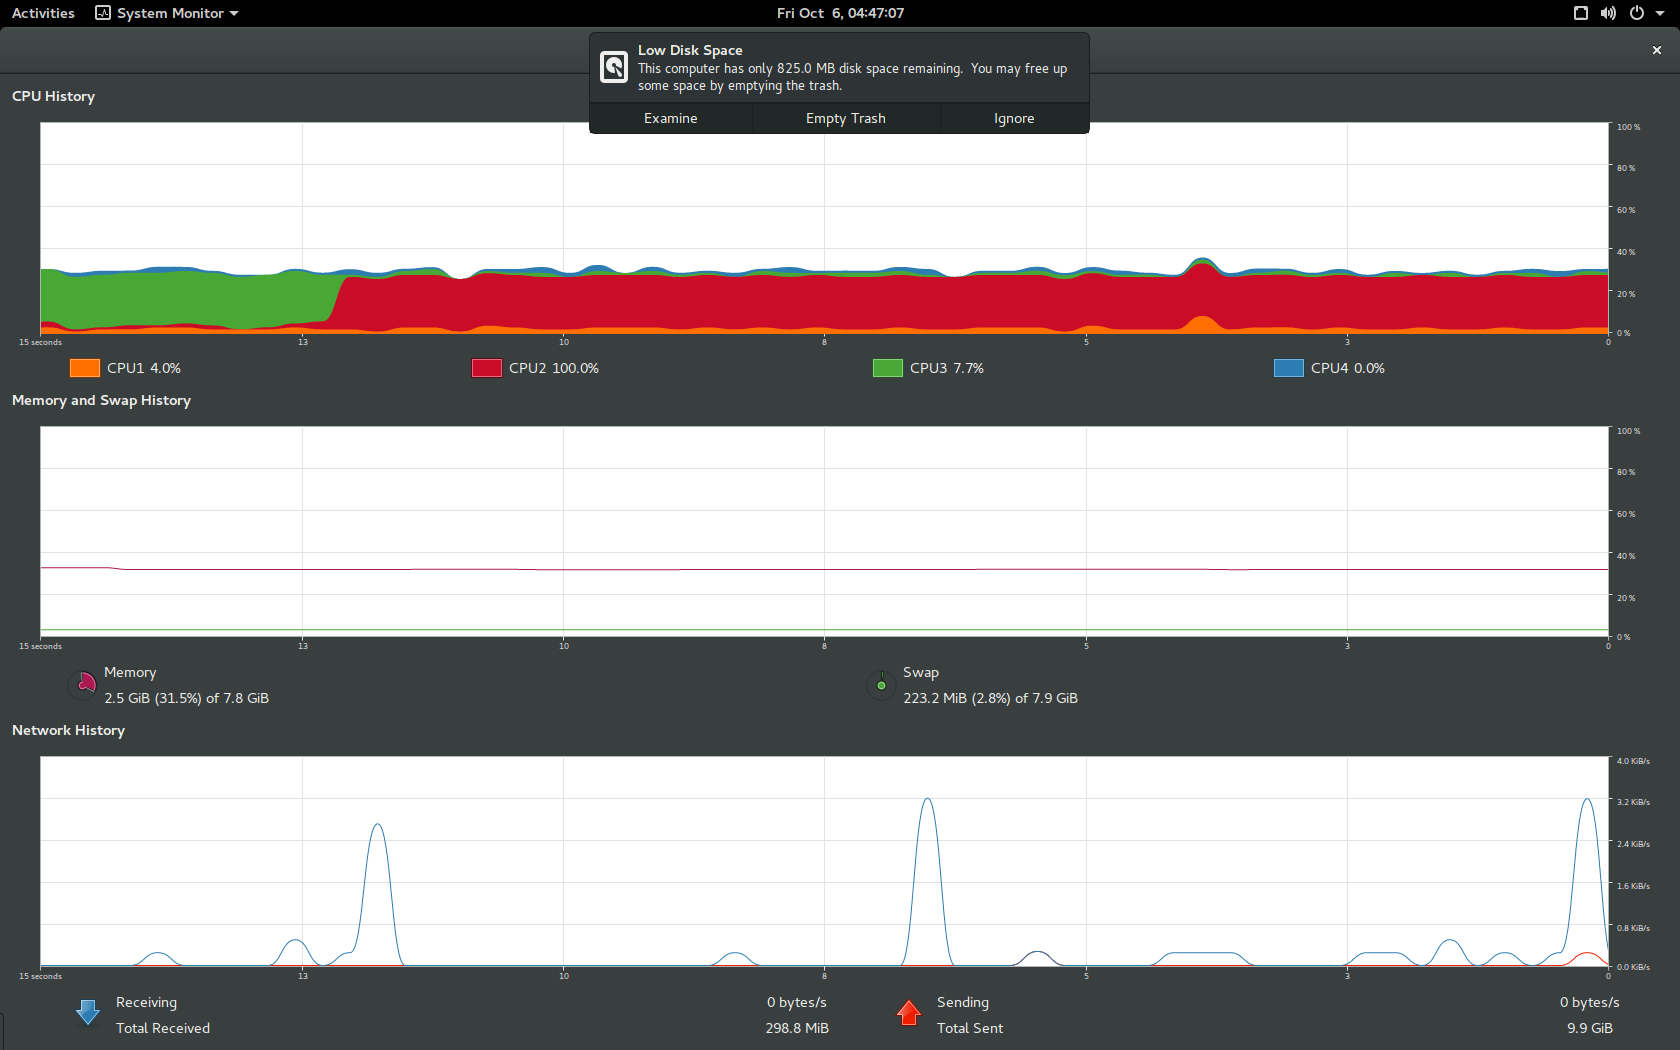 Activities System Monitor Fri Oct 6, 04:47:07
Low Disk Space
This computer has only 825.0 MB disk space remaining. You may free up
some space by emptying the trash.
Examine Empty Trash Ignore
CPU History
100 %
80 %
60 %
40 %
20 %
0 %
15 seconds 13 10 8 5 3 0
CPU1 4.0% CPU2 100.0% CPU3 7.7% CPU4 0.0%
Memory and Swap History
100 %
80 %
60 %
40 %
20 %
0 %
15 seconds 13 10 8 5 3 0
Memory Swap
2.5 GiB (31.5%) of 7.8 GiB 223.2 MiB (2.8%) of 7.9 GiB
Network History
4.0 KiB/s
3.2 KiB/s
2.4 KiB/s
1.6 KiB/s
0.8 KiB/s
0.0 KiB/s
15 seconds 13 10 8 5 3 0
Receiving 0 bytes/s Sending 0 bytes/s
Total Received 298.8 MiB Total Sent 9.9 GiB